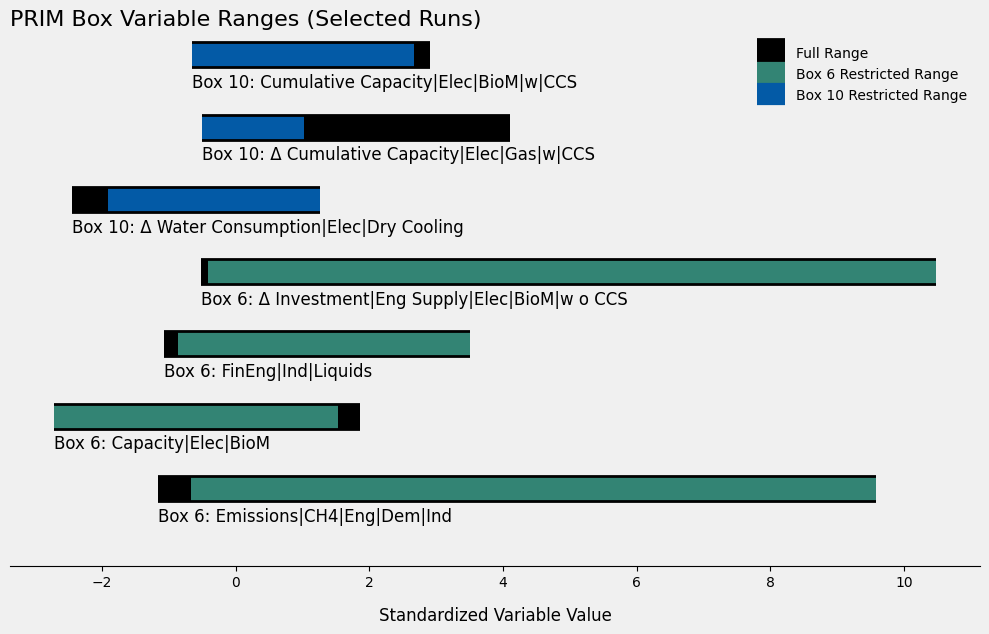 PRIM Box Variable Ranges (Selected Runs)
Full Range
Box 6 Restricted Range
Box 10 Restricted Range
Box 10: Cumulative Capacity|Elec|BioM|w|CCS
Box 10: Δ Cumulative Capacity|Elec|Gas|w|CCS
Box 10: Δ Water Consumption|Elec|Dry Cooling
Box 6: Δ Investment|Eng Supply|Elec|BioM|w o CCS
Box 6: FinEng|Ind|Liquids
Box 6: Capacity|Elec|BioM
Box 6: Emissions|CH4|Eng|Dem|Ind
−2 0 2 4 6 8 10
Standardized Variable Value